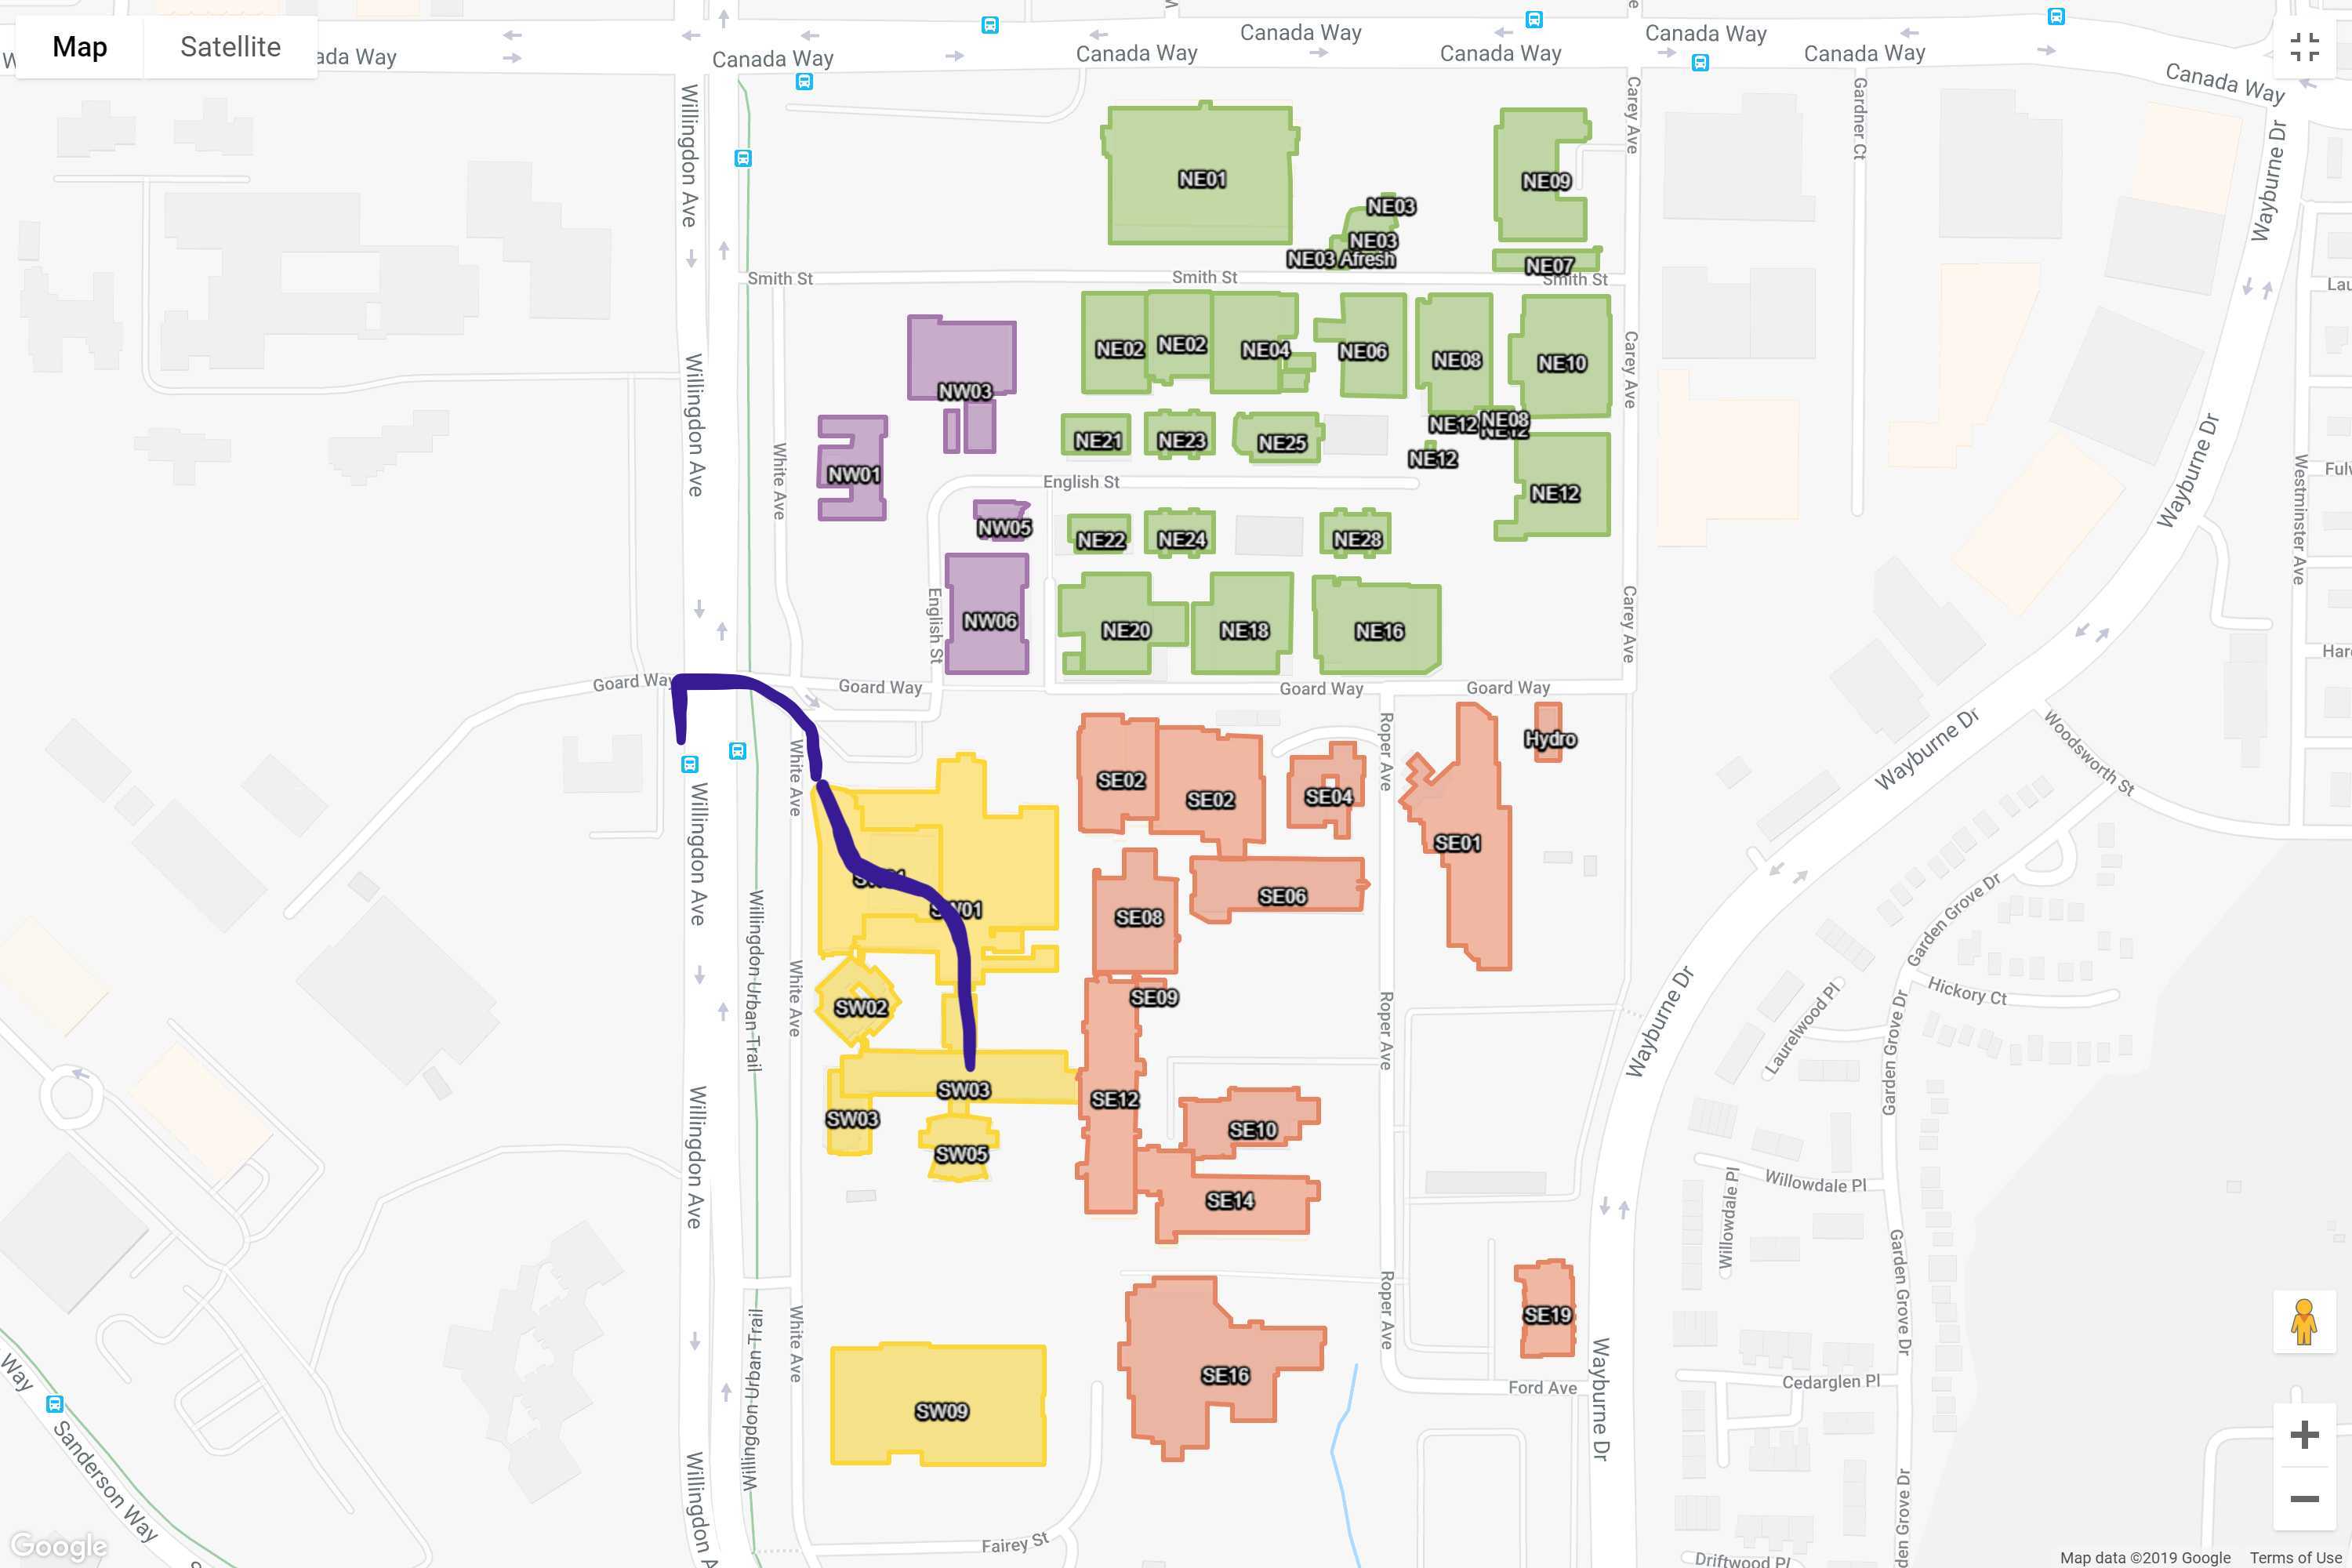 Map
Satellite
Canada Way
Canada Way
Canada Way
Canada Way
Canada Way
Canada Way
Canada Way
ada Way
Canada Way
Willingdon Ave
Carey Ave
Gardner Ct
Wayburne Dr
NE01
NE09
NE03
NE03
NE03 Afresh
NE07
Smith St
Smith St
Smith St
Willingdon Ave
NW03
NE02
NE02
NE04
NE06
NE08
NE10
Carey Ave
White Ave
NW01
NE21
NE23
NE25
NE12
NE08
NE12
NE12
English St
NE12
Wayburne Dr
Westminster Ave
NW05
NE22
NE24
NE28
NW06
English St
NE20
NE18
NE16
Carey Ave
Goard Way
Goard Way
Goard Way
Goard Way
Roper Ave
Hydro
Wayburne Dr
Woodsworth St
White Ave
SE02
SE02
SE04
SE01
Willingdon Ave
Willingdon Urban Trail
SW01
SE08
SE06
Garden Grove Dr
White Ave
SW02
SE09
Roper Ave
Wayburne Dr
Hickory Ct
Laurelwood Pl
Garden Grove Dr
SW03
SE12
SW03
SE10
SW05
Willingdon Ave
SE14
Willowdale Pl
Willowdale Pl
Garden Grove Dr
White Ave
Willingdon Urban Trail
Roper Ave
SE19
SE16
Ford Ave
Wayburne Dr
Cedarglen Pl
SW09
Way
Sanderson Way
Willingdon A
Fairey St
den Grove Dr
Driftwood Pl
Google
Map data ©2019 Google
Terms of Use